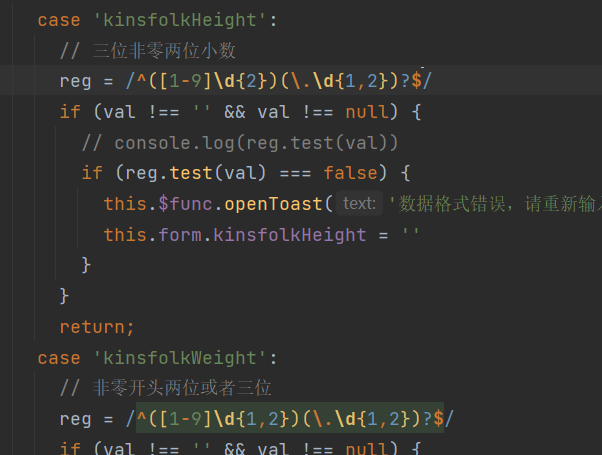 case 'kinsfolkHeight':
// 三位非零两位小数
reg = /^([1-9]\d{2})(\.\d{1,2})?$/
if (val !== '' && val !== null) {
// console.log(reg.test(val))
if (reg.test(val) === false) {
this.$func.openToast( text: '数据格式错误，请重新输
this.form.kinsfolkHeight = ''
}
}
return;
case 'kinsfolkWeight':
// 非零开头两位或者三位
reg = /^([1-9]\d{1,2})(\.\d{1,2})?$/
if (val !== '' && val !== null) {